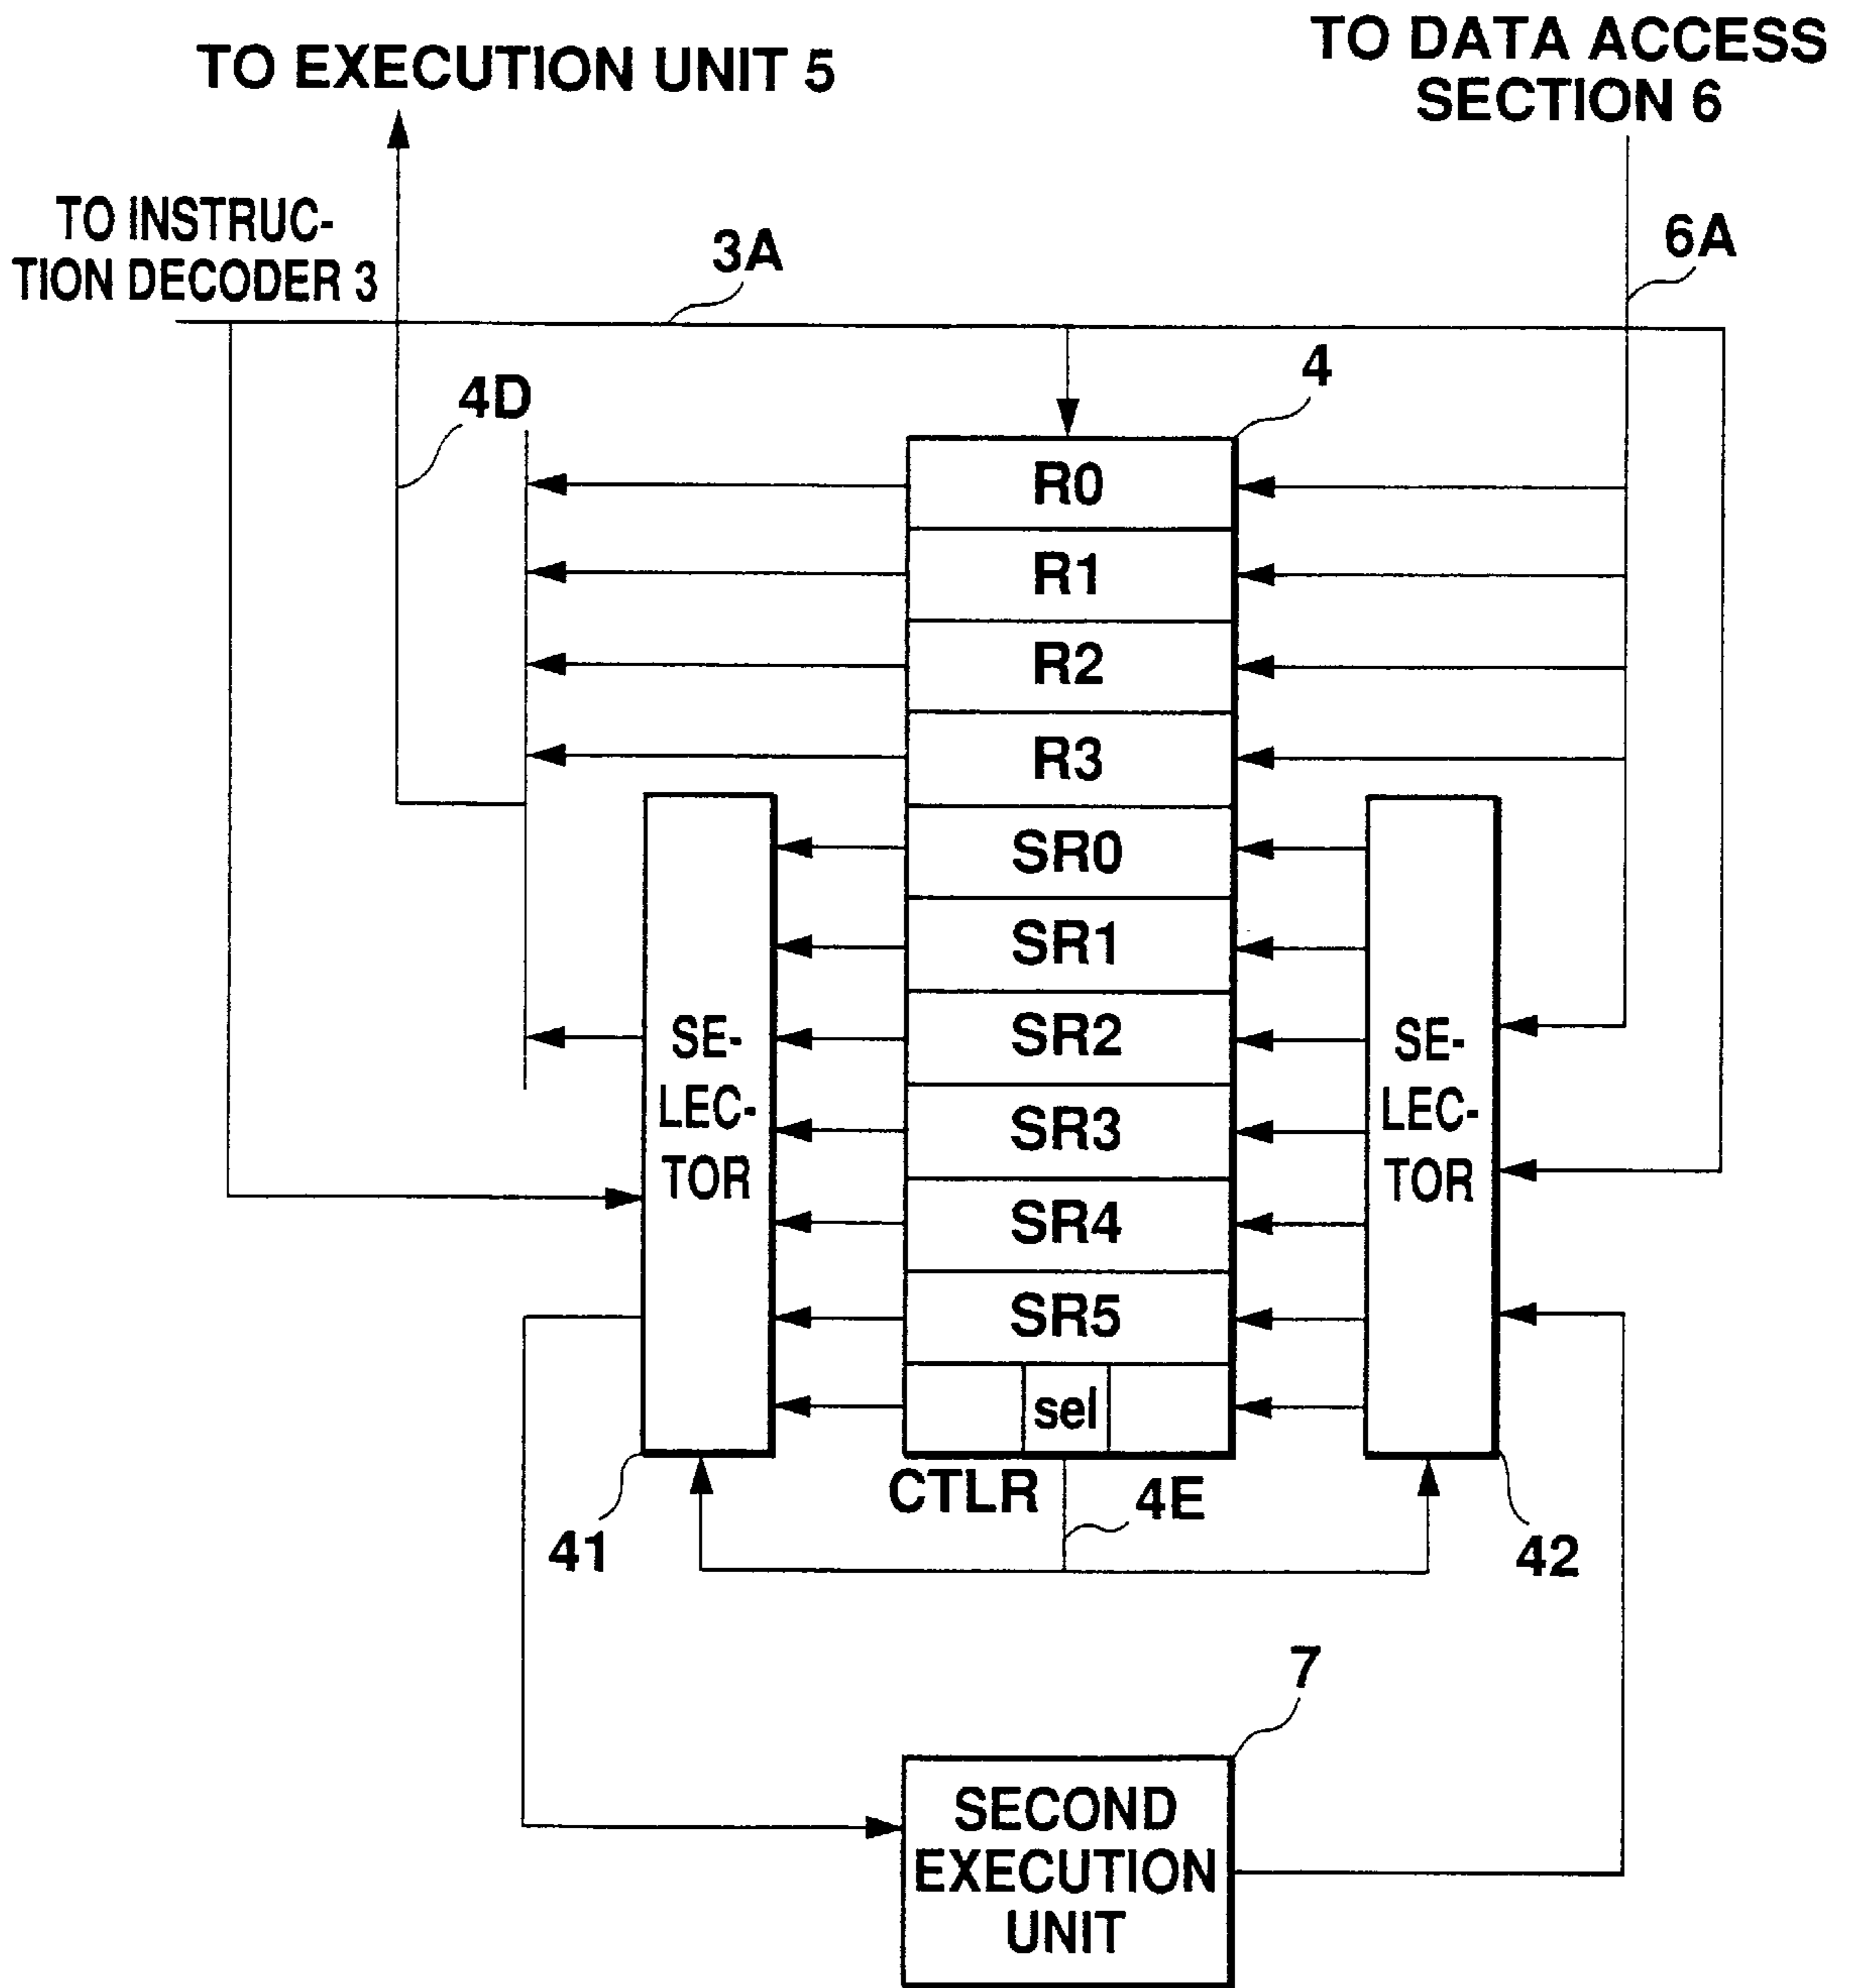 TO EXECUTION UNIT 5
TO DATA ACCESS
SECTION 6
TO INSTRUC-
TION DECODER 3
3A
6A
4D
4
R0
R1
R2
R3
SR0
SR1
SR2
SR3
SR4
SR5
sel
SE-
LEC-
TOR
SE-
LEC-
TOR
CTLR
4E
41
42
7
SECOND
EXECUTION
UNIT